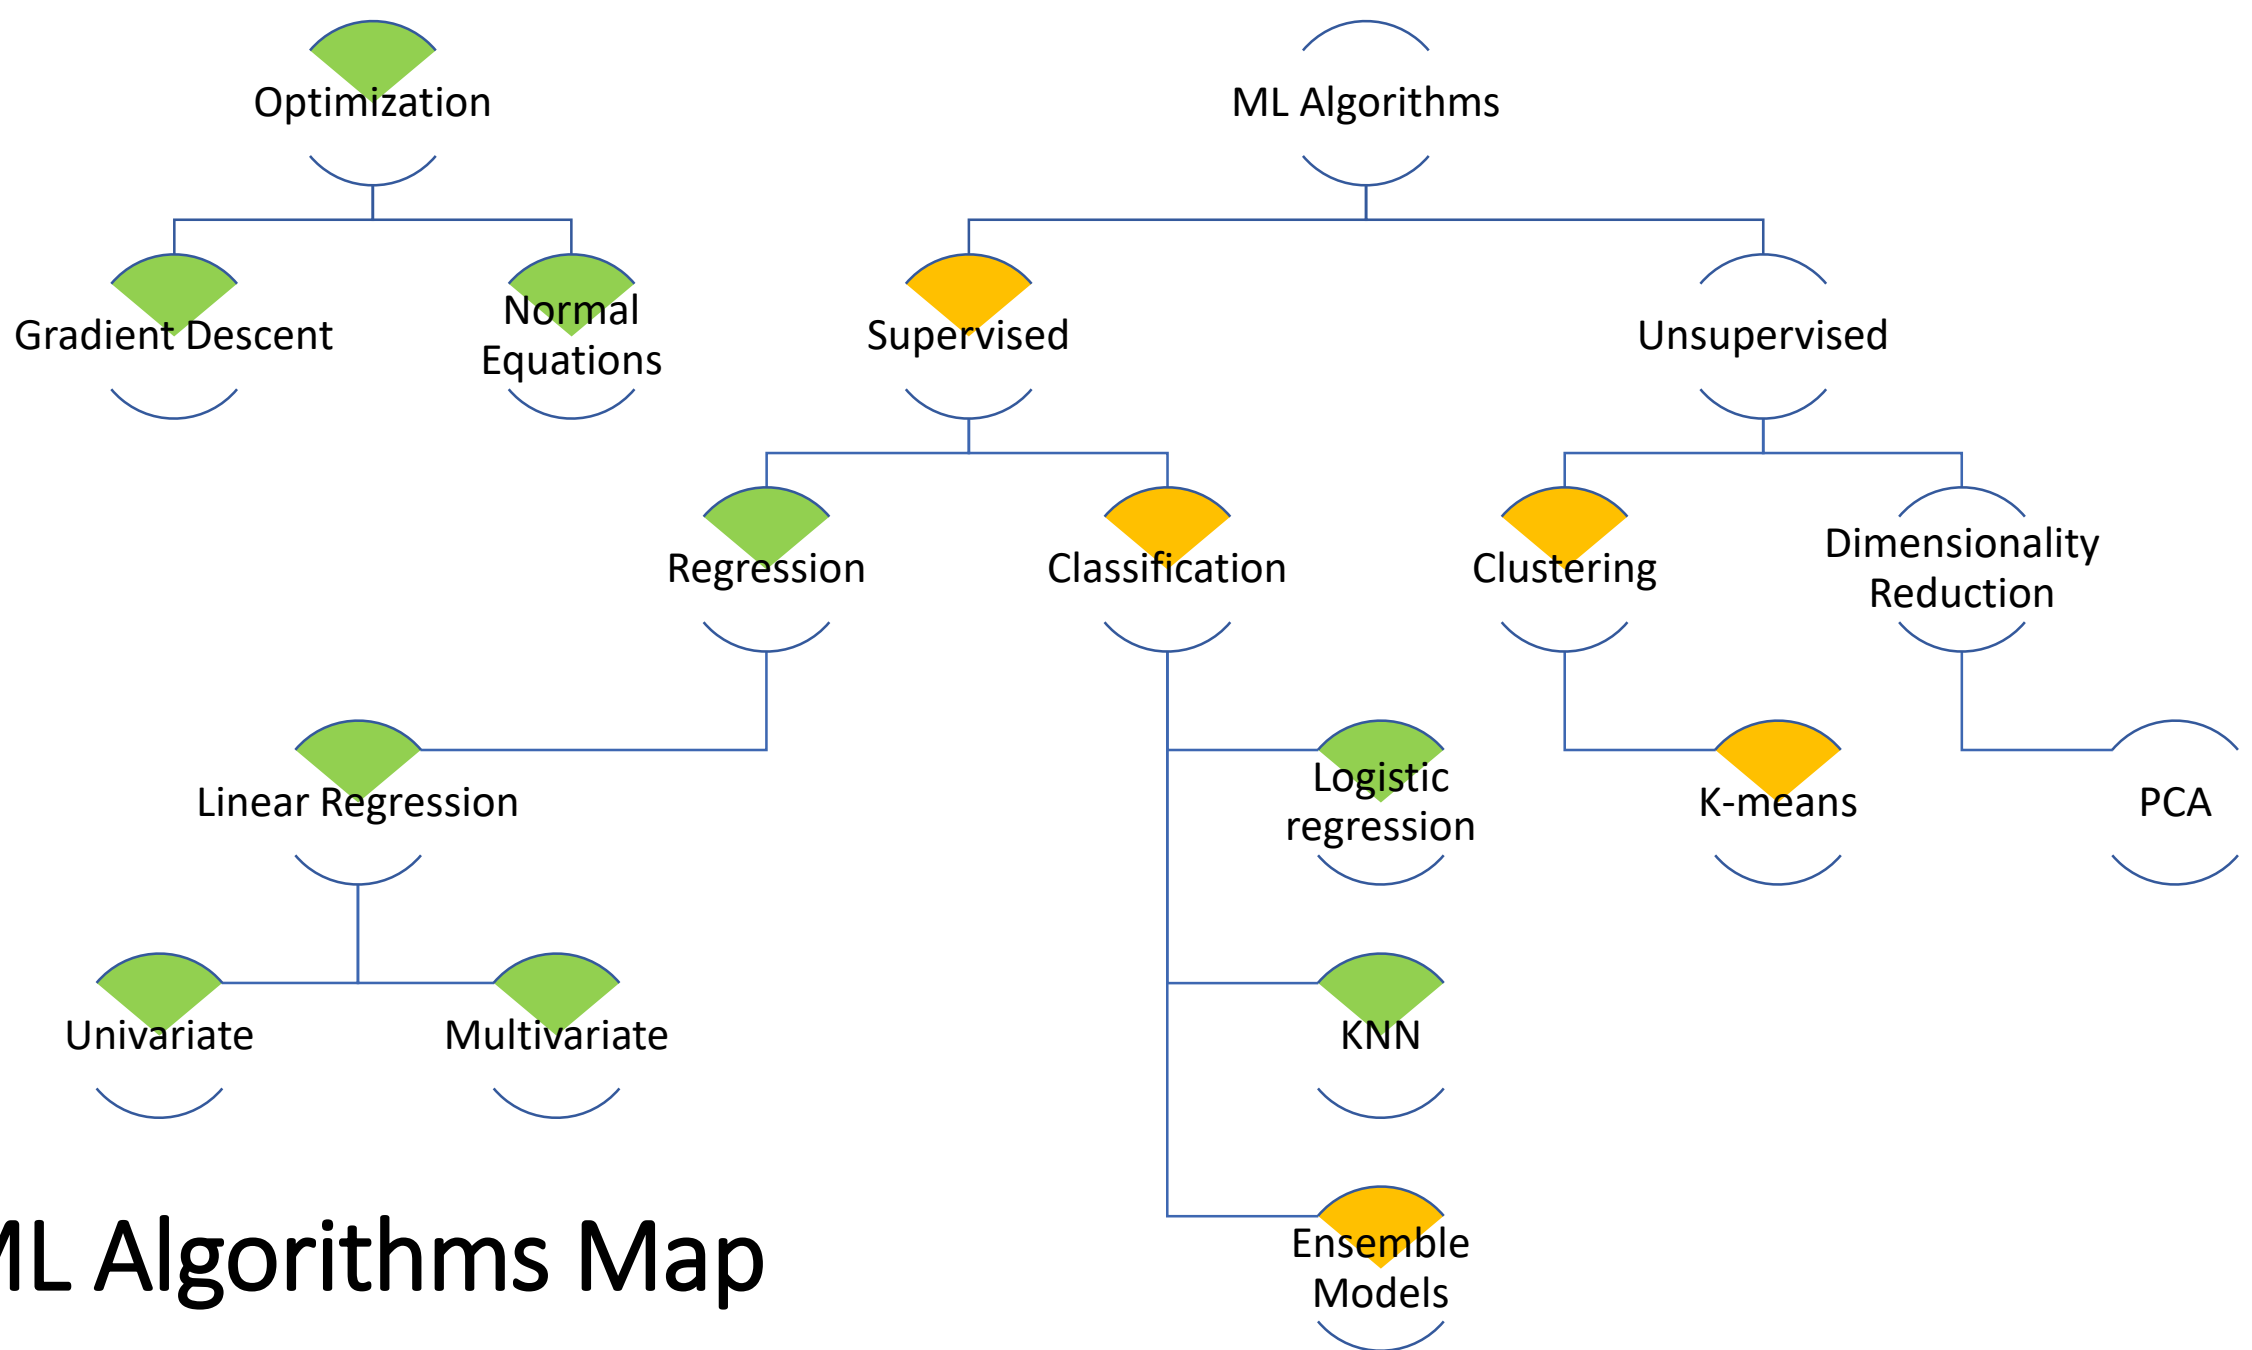 Optimization
ML Algorithms
Gradient Descent
Normal
Equations
Supervised
Unsupervised
Regression
Classification
Clustering
Dimensionality
Reduction
Linear Regression
Logistic
regression
K-means
PCA
Univariate
Multivariate
KNN
Ensemble
Models
ML Algorithms Map